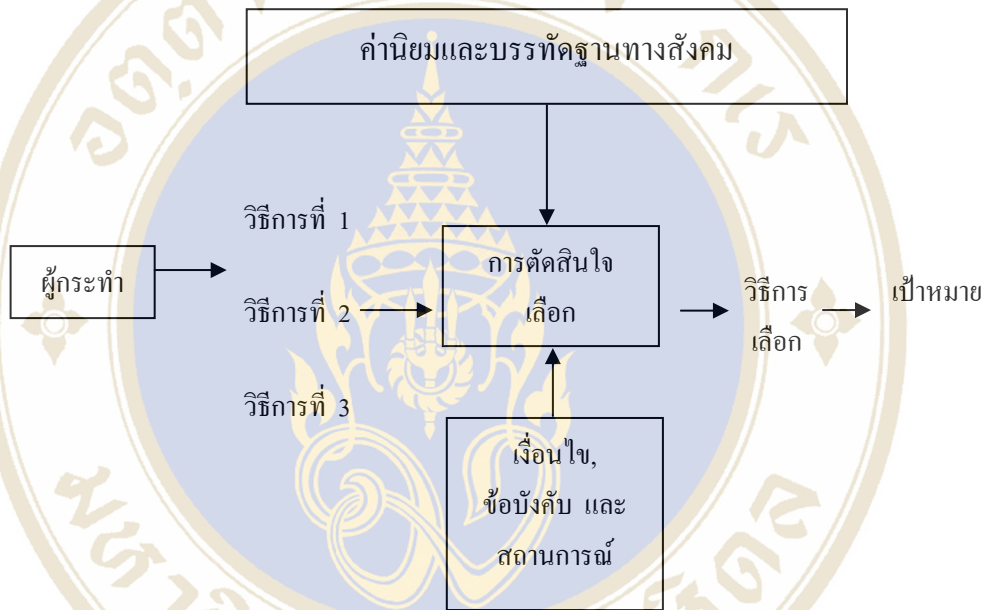 ค่านิยมและบรรทัดฐานทางสังคม
ผู้กระทำ
วิธีการที่ 1
วิธีการที่ 2
วิธีการที่ 3
การตัดสินใจ
เลือก
วิธีการ
เลือก
เป้าหมาย
เงื่อนไข,
ข้อบังคับ และ
สถานการณ์